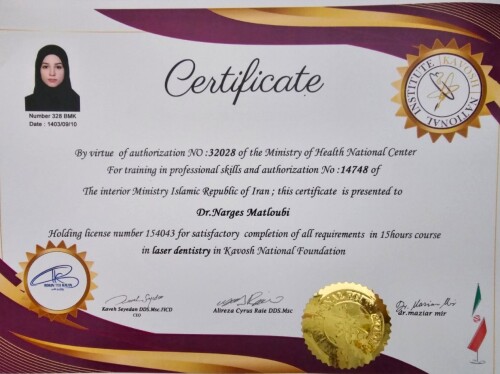 Certificate
Number 328 BMK
Date : 1403/09/10
KAVOSH NATIONAL INSTITUTE
By virtue of authorization NO :32028 of the Ministry of Health National Center
For training in professional skills and authorization No :14748 of
The interior Ministry Islamic Republic of Iran ; this certificate is presented to
Dr.Narges Matloubi
Holding license number 154043 for satisfactory completion of all requirements in 15hours course
in laser dentistry in Kavosh National Foundation
Kaveh Seyedan DDS.Msc.FICD
CEO
Alireza Cyrus Raie DDS.Msc
dr.maziar mir